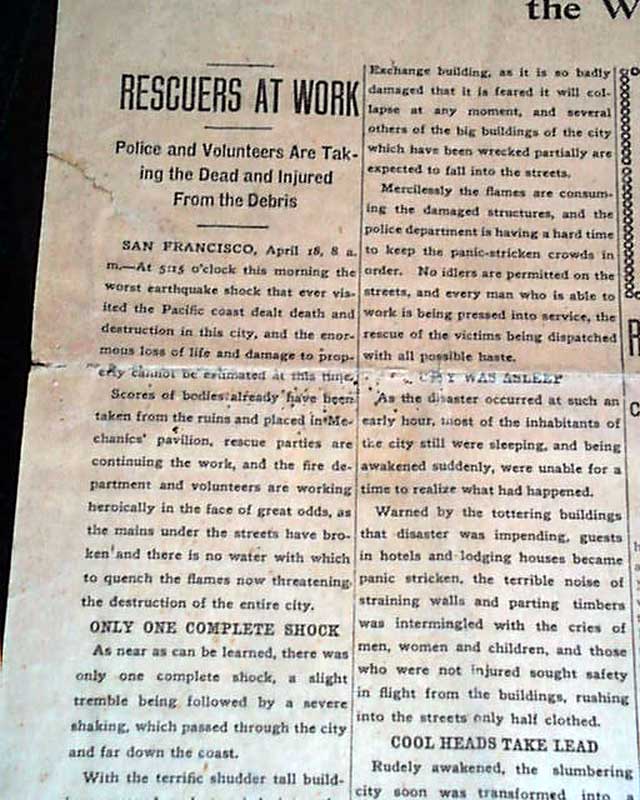 the W
RESCUERS AT WORK
Police and Volunteers Are Tak-
ing the Dead and Injured
From the Debris
SAN FRANCISCO, April 18, 8 a.
m.—At 5:15 o'clock this morning the
worst earthquake shock that ever vis-
ited the Pacific coast dealt death and
destruction in this city, and the enor-
mous loss of life and damage to prop-
erty cannot be estimated at this time.
Scores of bodies already have been
taken from the ruins and placed in Me-
chanics' pavilion, rescue parties are
continuing the work, and the fire de-
partment and volunteers are working
heroically in the face of great odds, as
the mains under the streets have bro-
ken and there is no water with which
to quench the flames now threatening
the destruction of the entire city.
ONLY ONE COMPLETE SHOCK
As near as can be learned, there was
only one complete shock, a slight
tremble being followed by a severe
shaking, which passed through the city
and far down the coast.
With the terrific shudder tall build-
Exchange building, as it is so badly
damaged that it is feared it will col-
lapse at any moment, and several
others of the big buildings of the city
which have been wrecked partially are
expected to fall into the streets.
Mercilessly the flames are consum-
ing the damaged structures, and the
police department is having a hard time
to keep the panic-stricken crowds in
order. No idlers are permitted on the
streets, and every man who is able to
work is being pressed into service, the
rescue of the victims being dispatched
with all possible haste.
CITY WAS ASLEEP
As the disaster occurred at such an
early hour, most of the inhabitants of
the city still were sleeping, and being
awakened suddenly, were unable for a
time to realize what had happened.
Warned by the tottering buildings
that disaster was impending, guests
in hotels and lodging houses became
panic stricken, the terrible noise of
straining walls and parting timbers
was intermingled with the cries of
men, women and children, and those
who were not injured sought safety
in flight from the buildings, rushing
into the streets only half clothed.
COOL HEADS TAKE LEAD
Rudely awakened, the slumbering
city soon was transformed into a
R